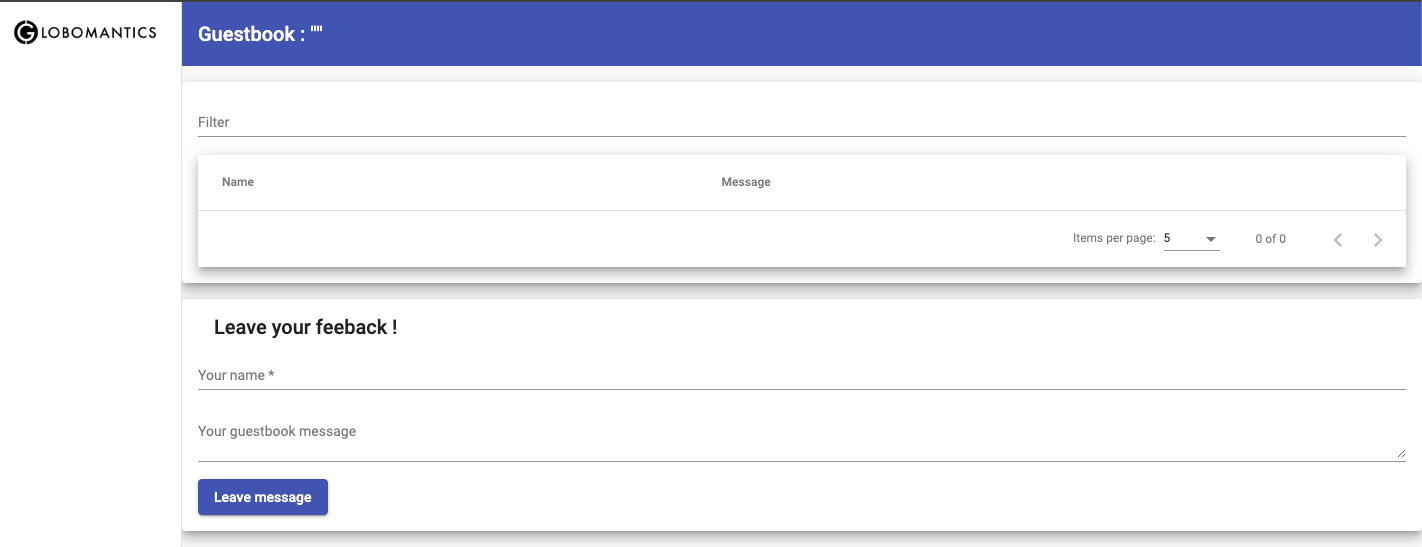 GLOBOMANTICS
Guestbook : ""
Filter
Name Message
Items per page: 5 0 of 0
Leave your feeback !
Your name *
Your guestbook message
Leave message